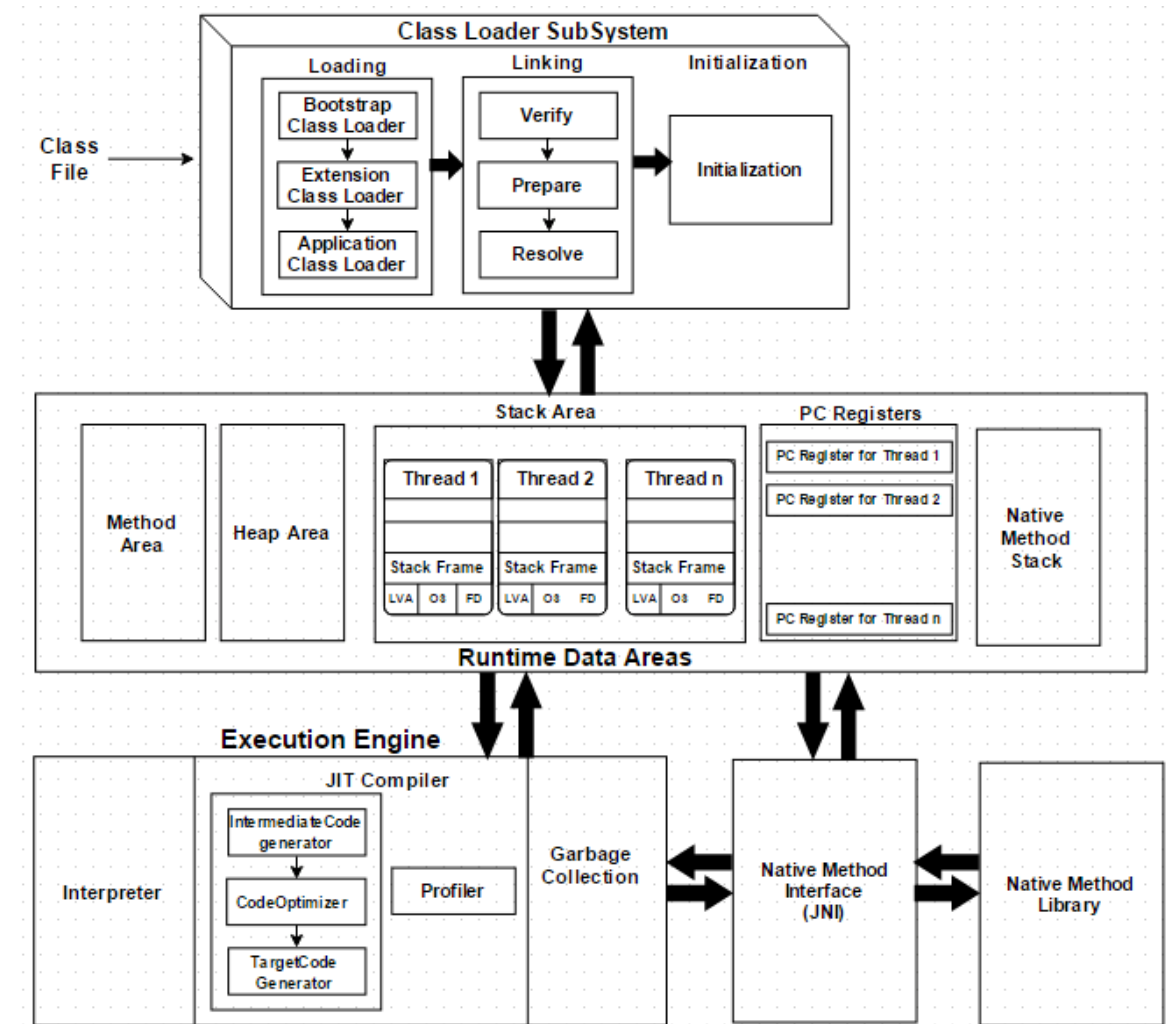 Class Loader SubSystem
Loading
Linking
Initialization
Bootstrap
Class Loader
Extension
Class Loader
Application
Class Loader
Verify
Prepare
Resolve
Initialization
Class
File
Stack Area
PC Registers
Method
Area
Heap Area
Thread 1
Thread 2
Thread n
Stack Frame
Stack Frame
Stack Frame
LVA OS FD
LVA OS FD
LVA OS FD
PC Register for Thread 1
PC Register for Thread 2
PC Register for Thread n
Native
Method
Stack
Runtime Data Areas
Execution Engine
Interpreter
JIT Compiler
IntermediateCode
generator
CodeOptimizer
TargetCode
Generator
Profiler
Garbage
Collection
Native Method
Interface
(JNI)
Native Method
Library